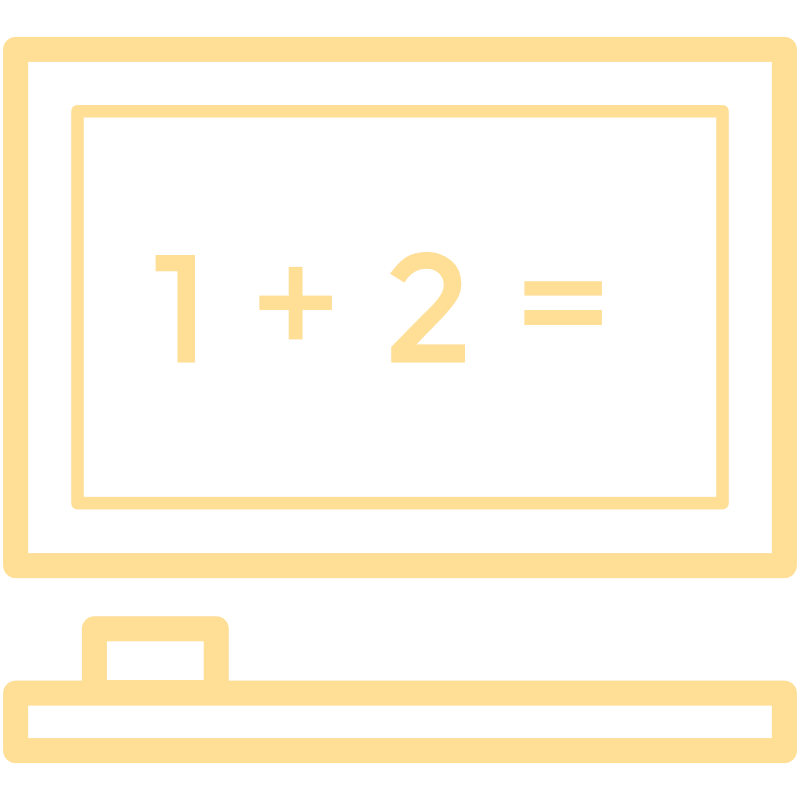 1 + 2 =